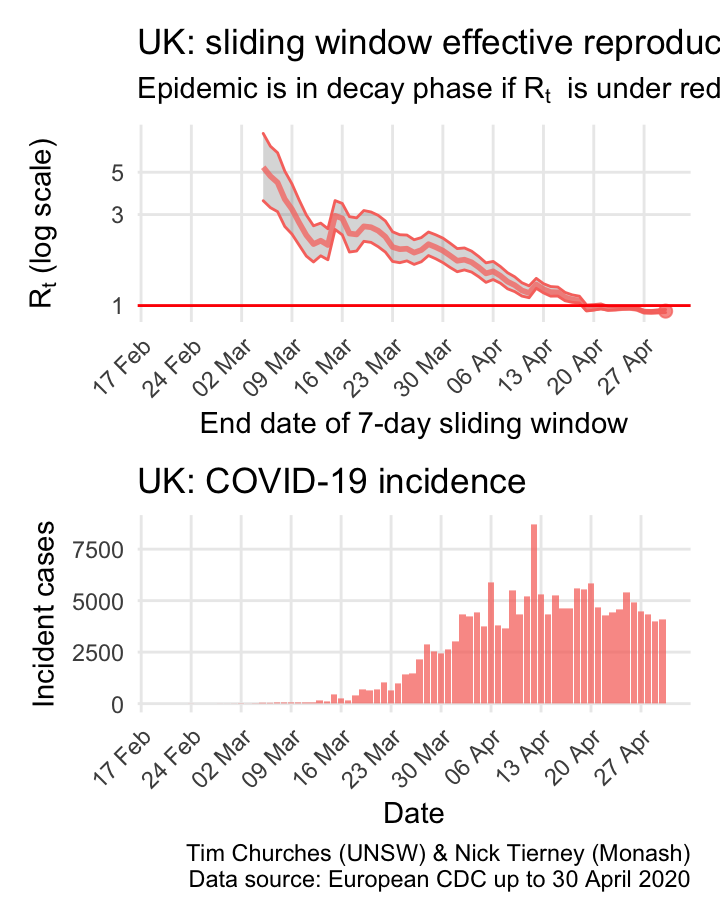 UK: sliding window effective reproduc
Epidemic is in decay phase if Rt is under red
Rt (log scale)
5
3
1
17 Feb
24 Feb
02 Mar
09 Mar
16 Mar
23 Mar
30 Mar
06 Apr
13 Apr
20 Apr
27 Apr
End date of 7-day sliding window
UK: COVID-19 incidence
Incident cases
7500
5000
2500
0
17 Feb
24 Feb
02 Mar
09 Mar
16 Mar
23 Mar
30 Mar
06 Apr
13 Apr
20 Apr
27 Apr
Date
Tim Churches (UNSW) & Nick Tierney (Monash)
Data source: European CDC up to 30 April 2020